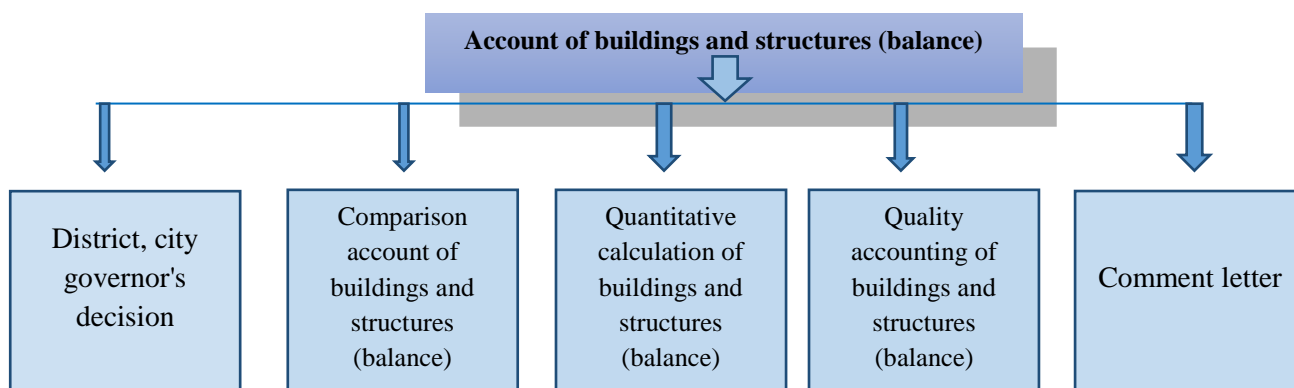 Account of buildings and structures (balance)
District, city
governor's
decision
Comparison
account of
buildings and
structures
(balance)
Quantitative
calculation of
buildings and
structures
(balance)
Quality
accounting of
buildings and
structures
(balance)
Comment letter